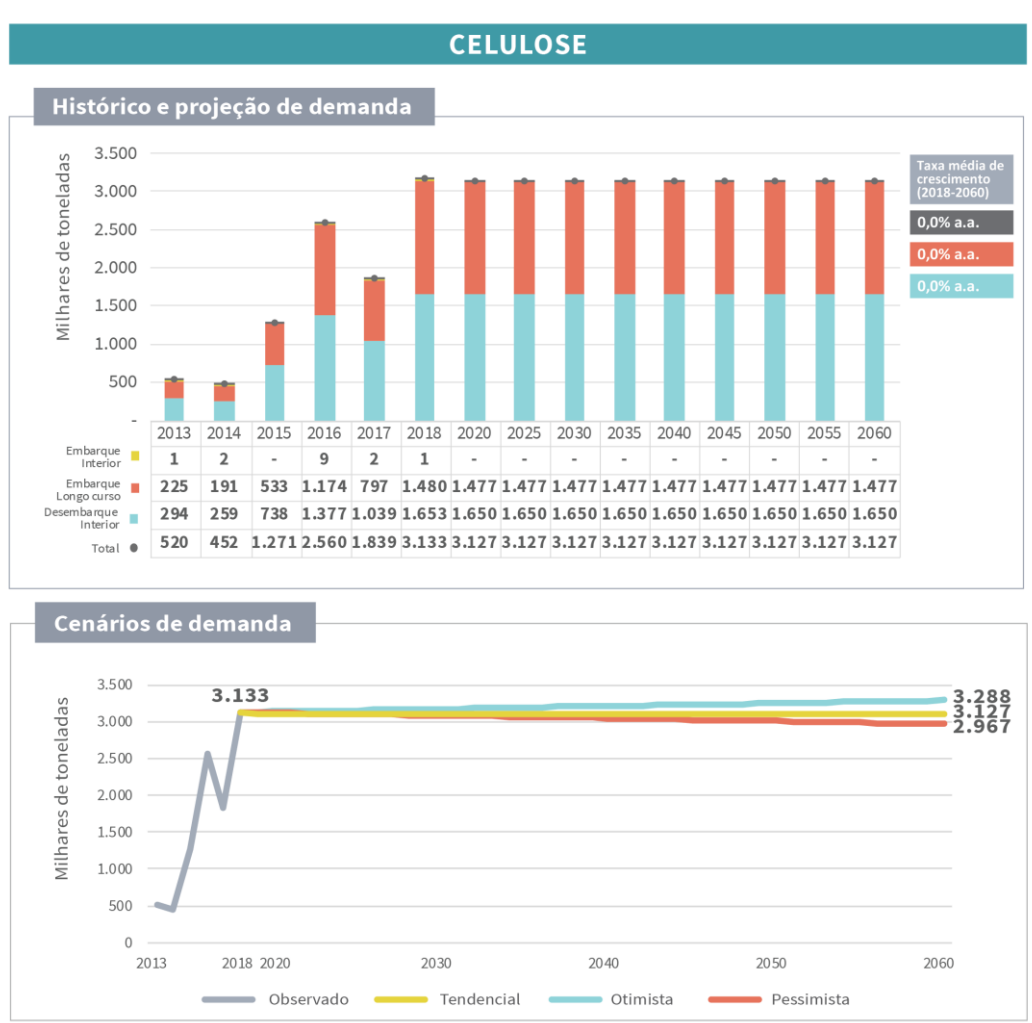 CELULOSE
Histórico e projeção de demanda
Milhares de toneladas
3.500
3.000
2.500
2.000
1.500
1.000
500
-
Taxa média de
crescimento
(2018-2060)
0,0% a.a.
0,0% a.a.
0,0% a.a.
2013 2014 2015 2016 2017 2018 2020 2025 2030 2035 2040 2045 2050 2055 2060
Embarque
Interior
1 2 - 9 2 1 - - - - - - - - -
Embarque
Longo curso
225 191 533 1.174 797 1.480 1.477 1.477 1.477 1.477 1.477 1.477 1.477 1.477 1.477
Desembarque
Interior
294 259 738 1.377 1.039 1.653 1.650 1.650 1.650 1.650 1.650 1.650 1.650 1.650 1.650
Total 520 452 1.271 2.560 1.839 3.133 3.127 3.127 3.127 3.127 3.127 3.127 3.127 3.127 3.127
Cenários de demanda
Milhares de toneladas
3.500
3.000
2.500
2.000
1.500
1.000
500
0
3.133
3.288
3.127
2.967
2013 2018 2020 2030 2040 2050 2060
Observado Tendencial Otimista Pessimista